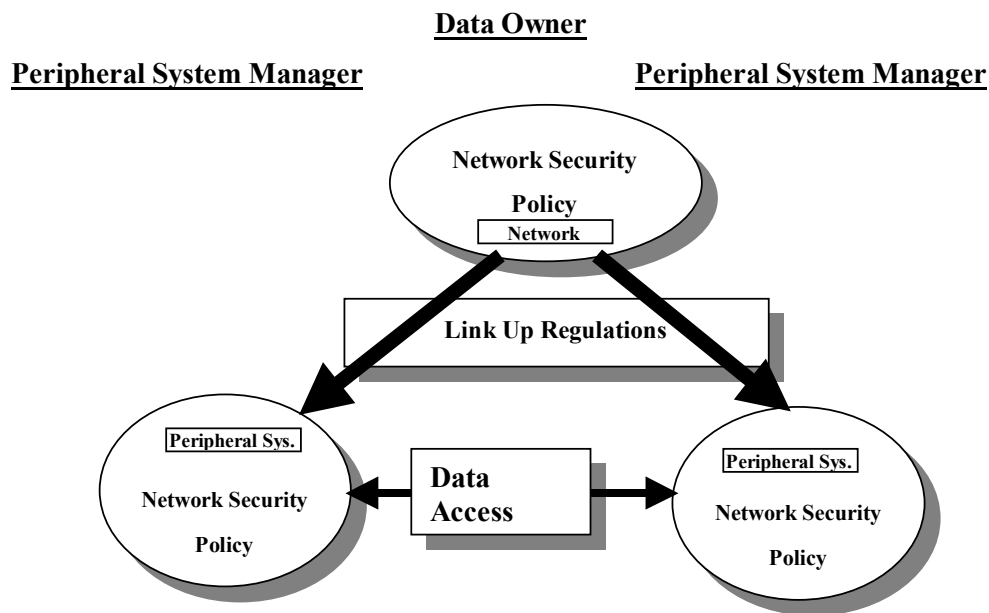 Data Owner
Peripheral System Manager
Peripheral System Manager
Network Security
Policy
Network
Link Up Regulations
Peripheral Sys.
Network Security
Policy
Data
Access
Peripheral Sys.
Network Security
Policy